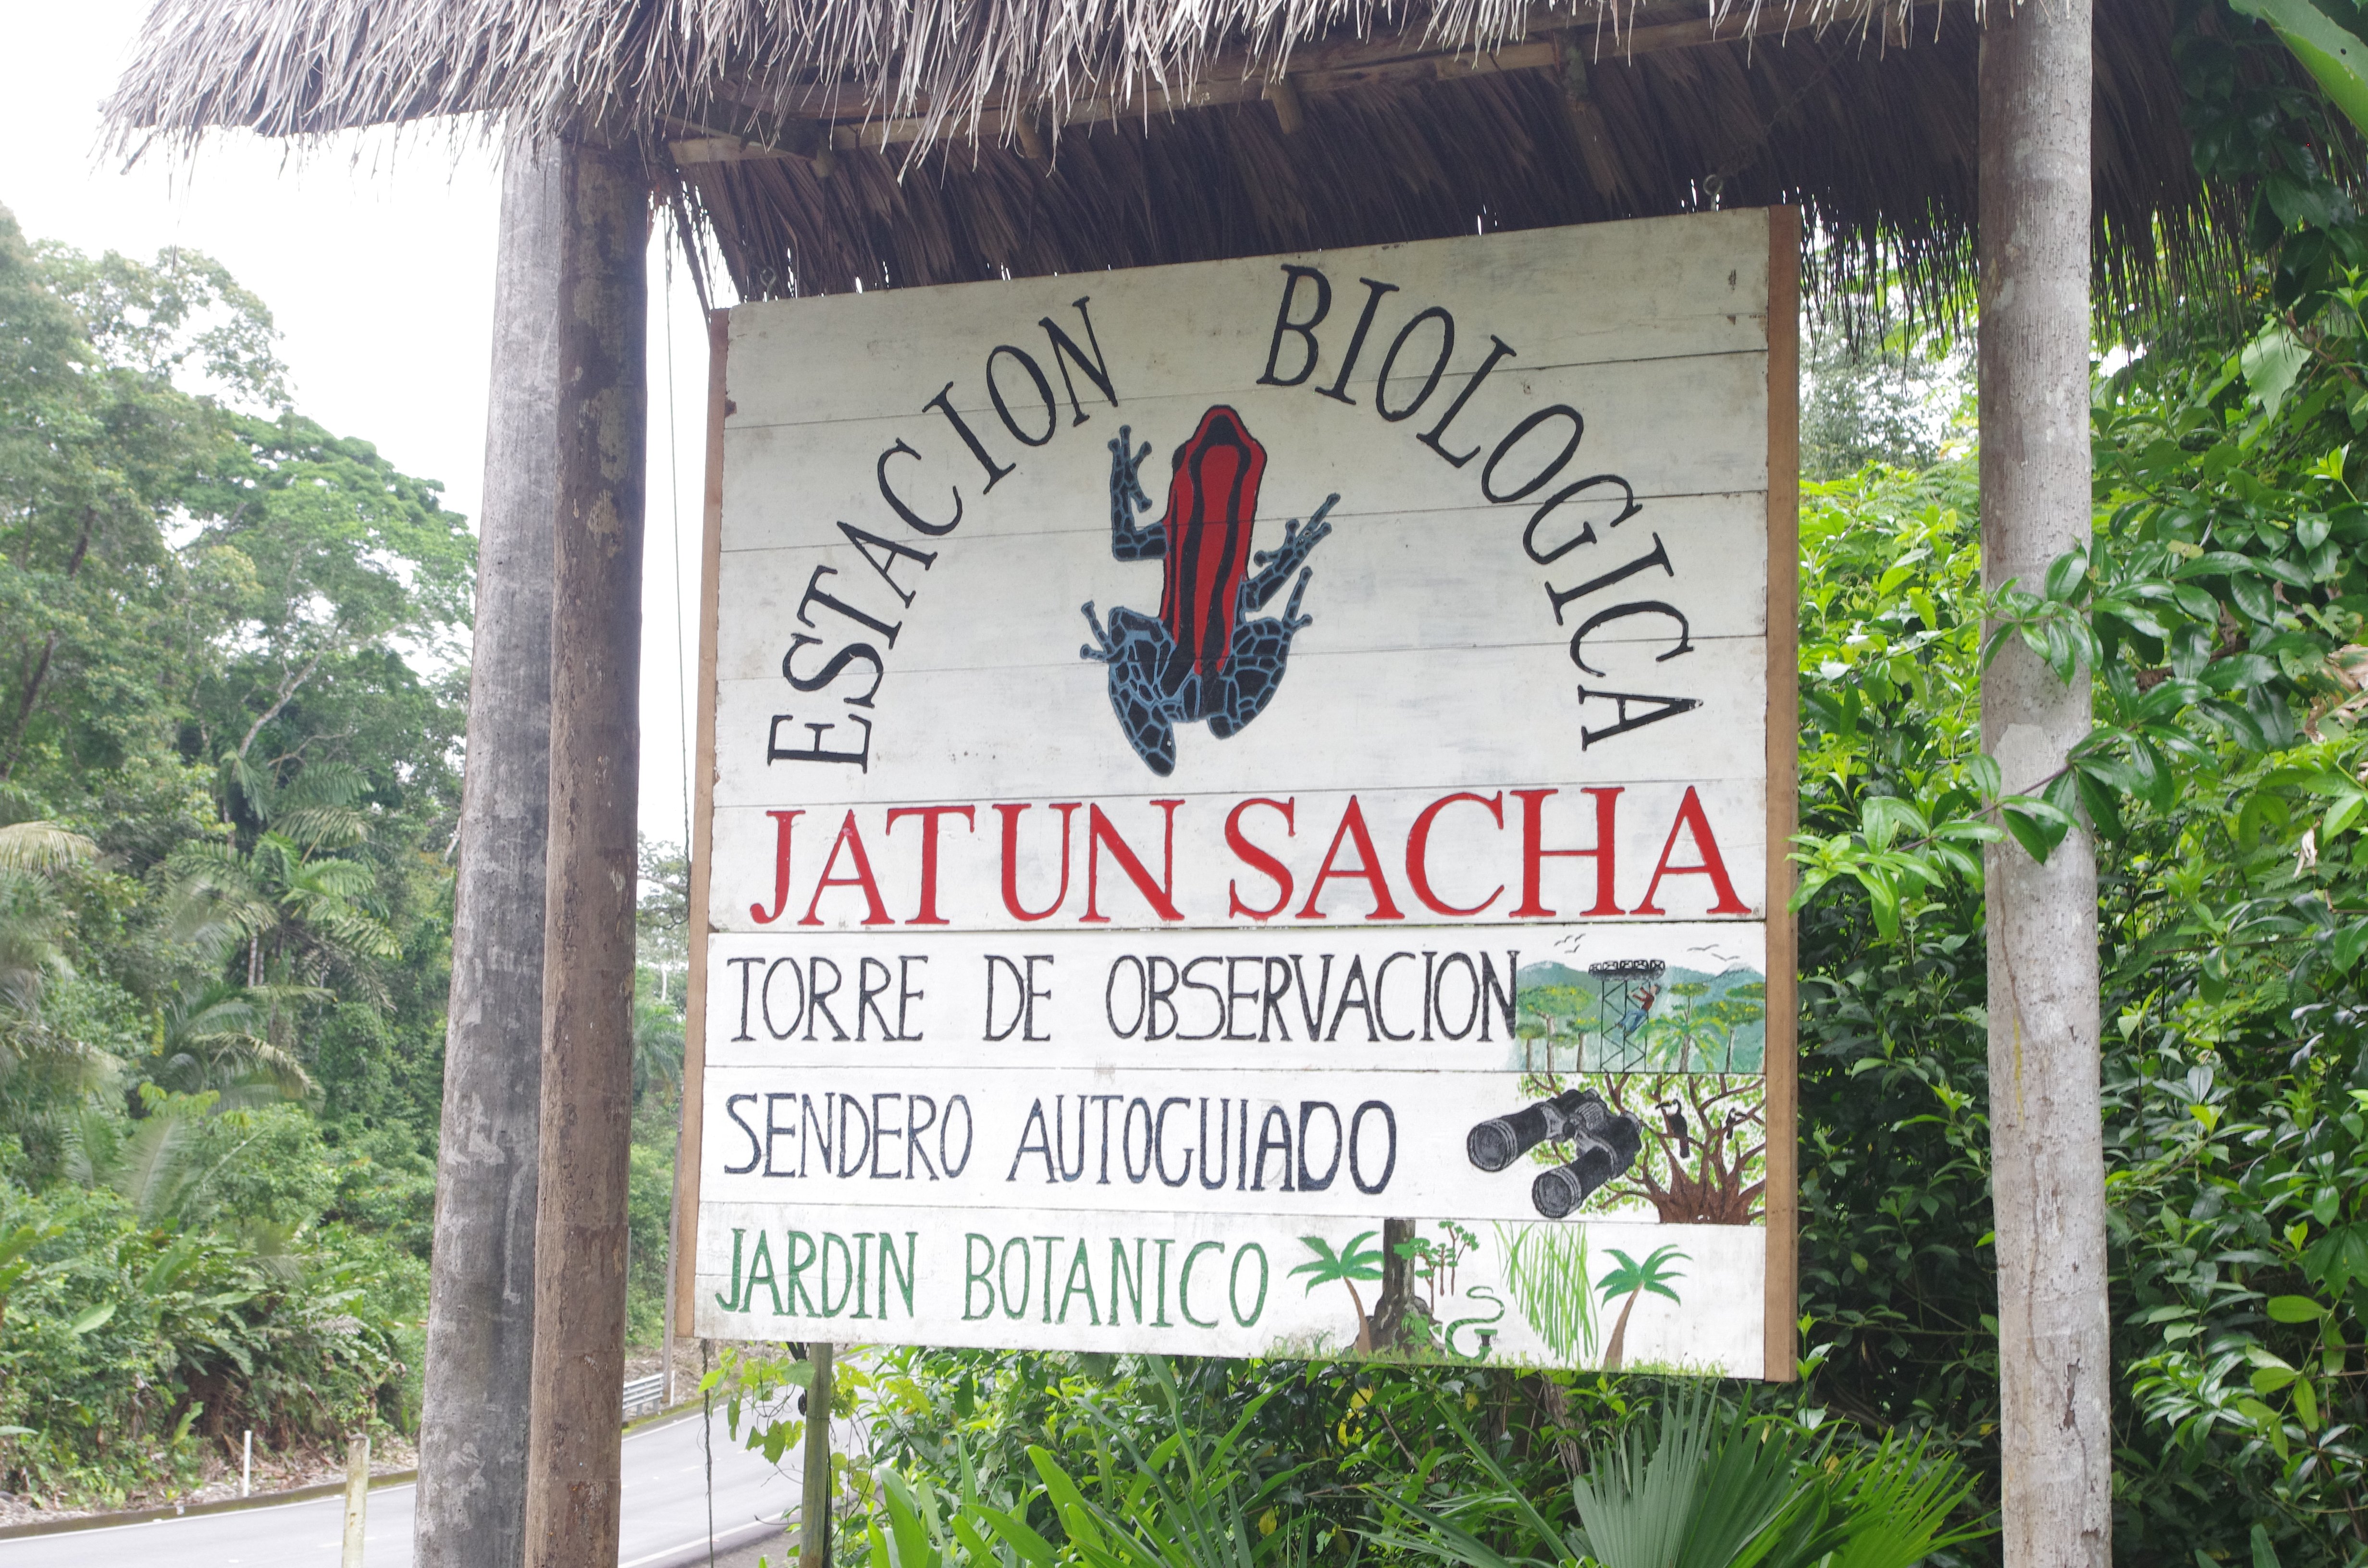 ESTACION BIOLOGICA
JATUN SACHA
TORRE DE OBSERVACION
SENDERO AUTOGUIADO
JARDIN BOTANICO